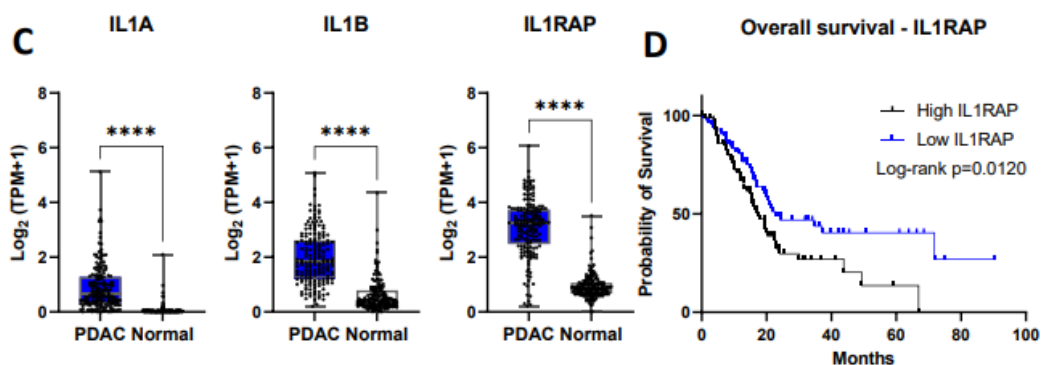 C
IL1A
IL1B
IL1RAP
D
Overall survival - IL1RAP
Log₂ (TPM+1)
8
6
4
2
0
****
PDAC Normal
Log₂ (TPM+1)
8
6
4
2
0
****
PDAC Normal
Log₂ (TPM+1)
8
6
4
2
0
****
PDAC Normal
Probability of Survival
100
50
0
High IL1RAP
Low IL1RAP
Log-rank p=0.0120
0 20 40 60 80 100
Months